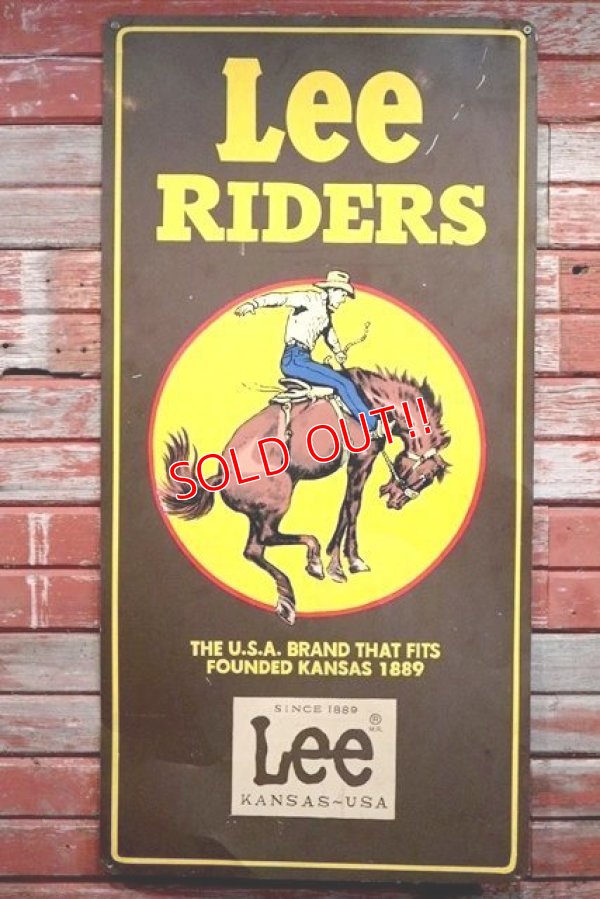 Lee
RIDERS
SOLD OUT!!
THE U.S.A. BRAND THAT FITS
FOUNDED KANSAS 1889
SINCE 1889
Lee ®
M.R.
KANSAS~USA